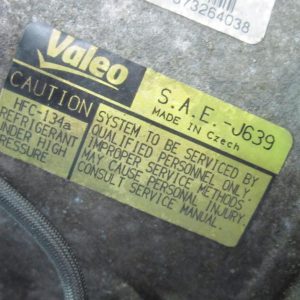 973264038
Valeo
S.A.E.-J639
MADE IN Czech
CAUTION
HFC-134a
REFRIGERANT
UNDER HIGH
PRESSURE
SYSTEM TO BE SERVICED BY
QUALIFIED PERSONNEL ONLY.
IMPROPER SERVICE METHODS
MAY CAUSE PERSONAL INJURY.
CONSULT SERVICE MANUAL.